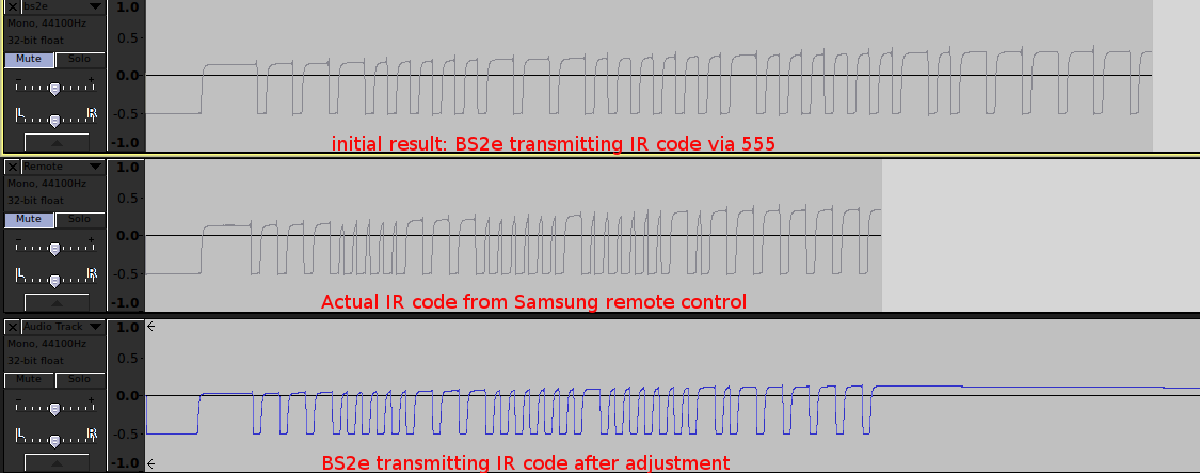 X bs2e
Mono, 44100Hz
32-bit float
Mute Solo
- +
L R
1.0
0.5
0.0
-0.5
-1.0
initial result: BS2e transmitting IR code via 555
X Remote
Mono, 44100Hz
32-bit float
Mute Solo
- +
L R
1.0
0.5
0.0
-0.5
-1.0
Actual IR code from Samsung remote control
X Audio Track
Mono, 44100Hz
32-bit float
Mute Solo
- +
L R
1.0
0.5
0.0
-0.5
-1.0
BS2e transmitting IR code after adjustment